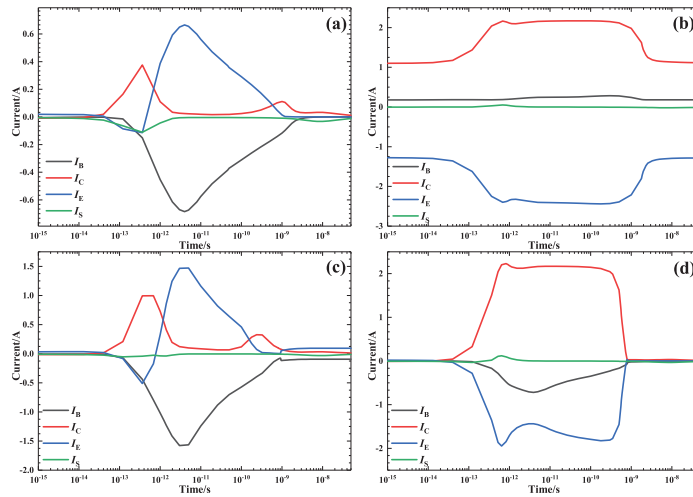 (a)
0.8
0.6
0.4
0.2
0.0
-0.2
-0.4
-0.6
Current/A
I_B
I_C
I_E
I_S
10^-15 10^-14 10^-13 10^-12 10^-11 10^-10 10^-9 10^-8
Time/s
(b)
2
1
0
-1
-2
-3
Current/A
I_B
I_C
I_E
I_S
10^-15 10^-14 10^-13 10^-12 10^-11 10^-10 10^-9 10^-8
Time/s
(c)
1.5
1.0
0.5
0.0
-0.5
-1.0
-1.5
-2.0
Current/A
I_B
I_C
I_E
I_S
10^-15 10^-14 10^-13 10^-12 10^-11 10^-10 10^-9 10^-8
Time/s
(d)
2
1
0
-1
-2
Current/A
I_B
I_C
I_E
I_S
10^-15 10^-14 10^-13 10^-12 10^-11 10^-10 10^-9 10^-8
Time/s